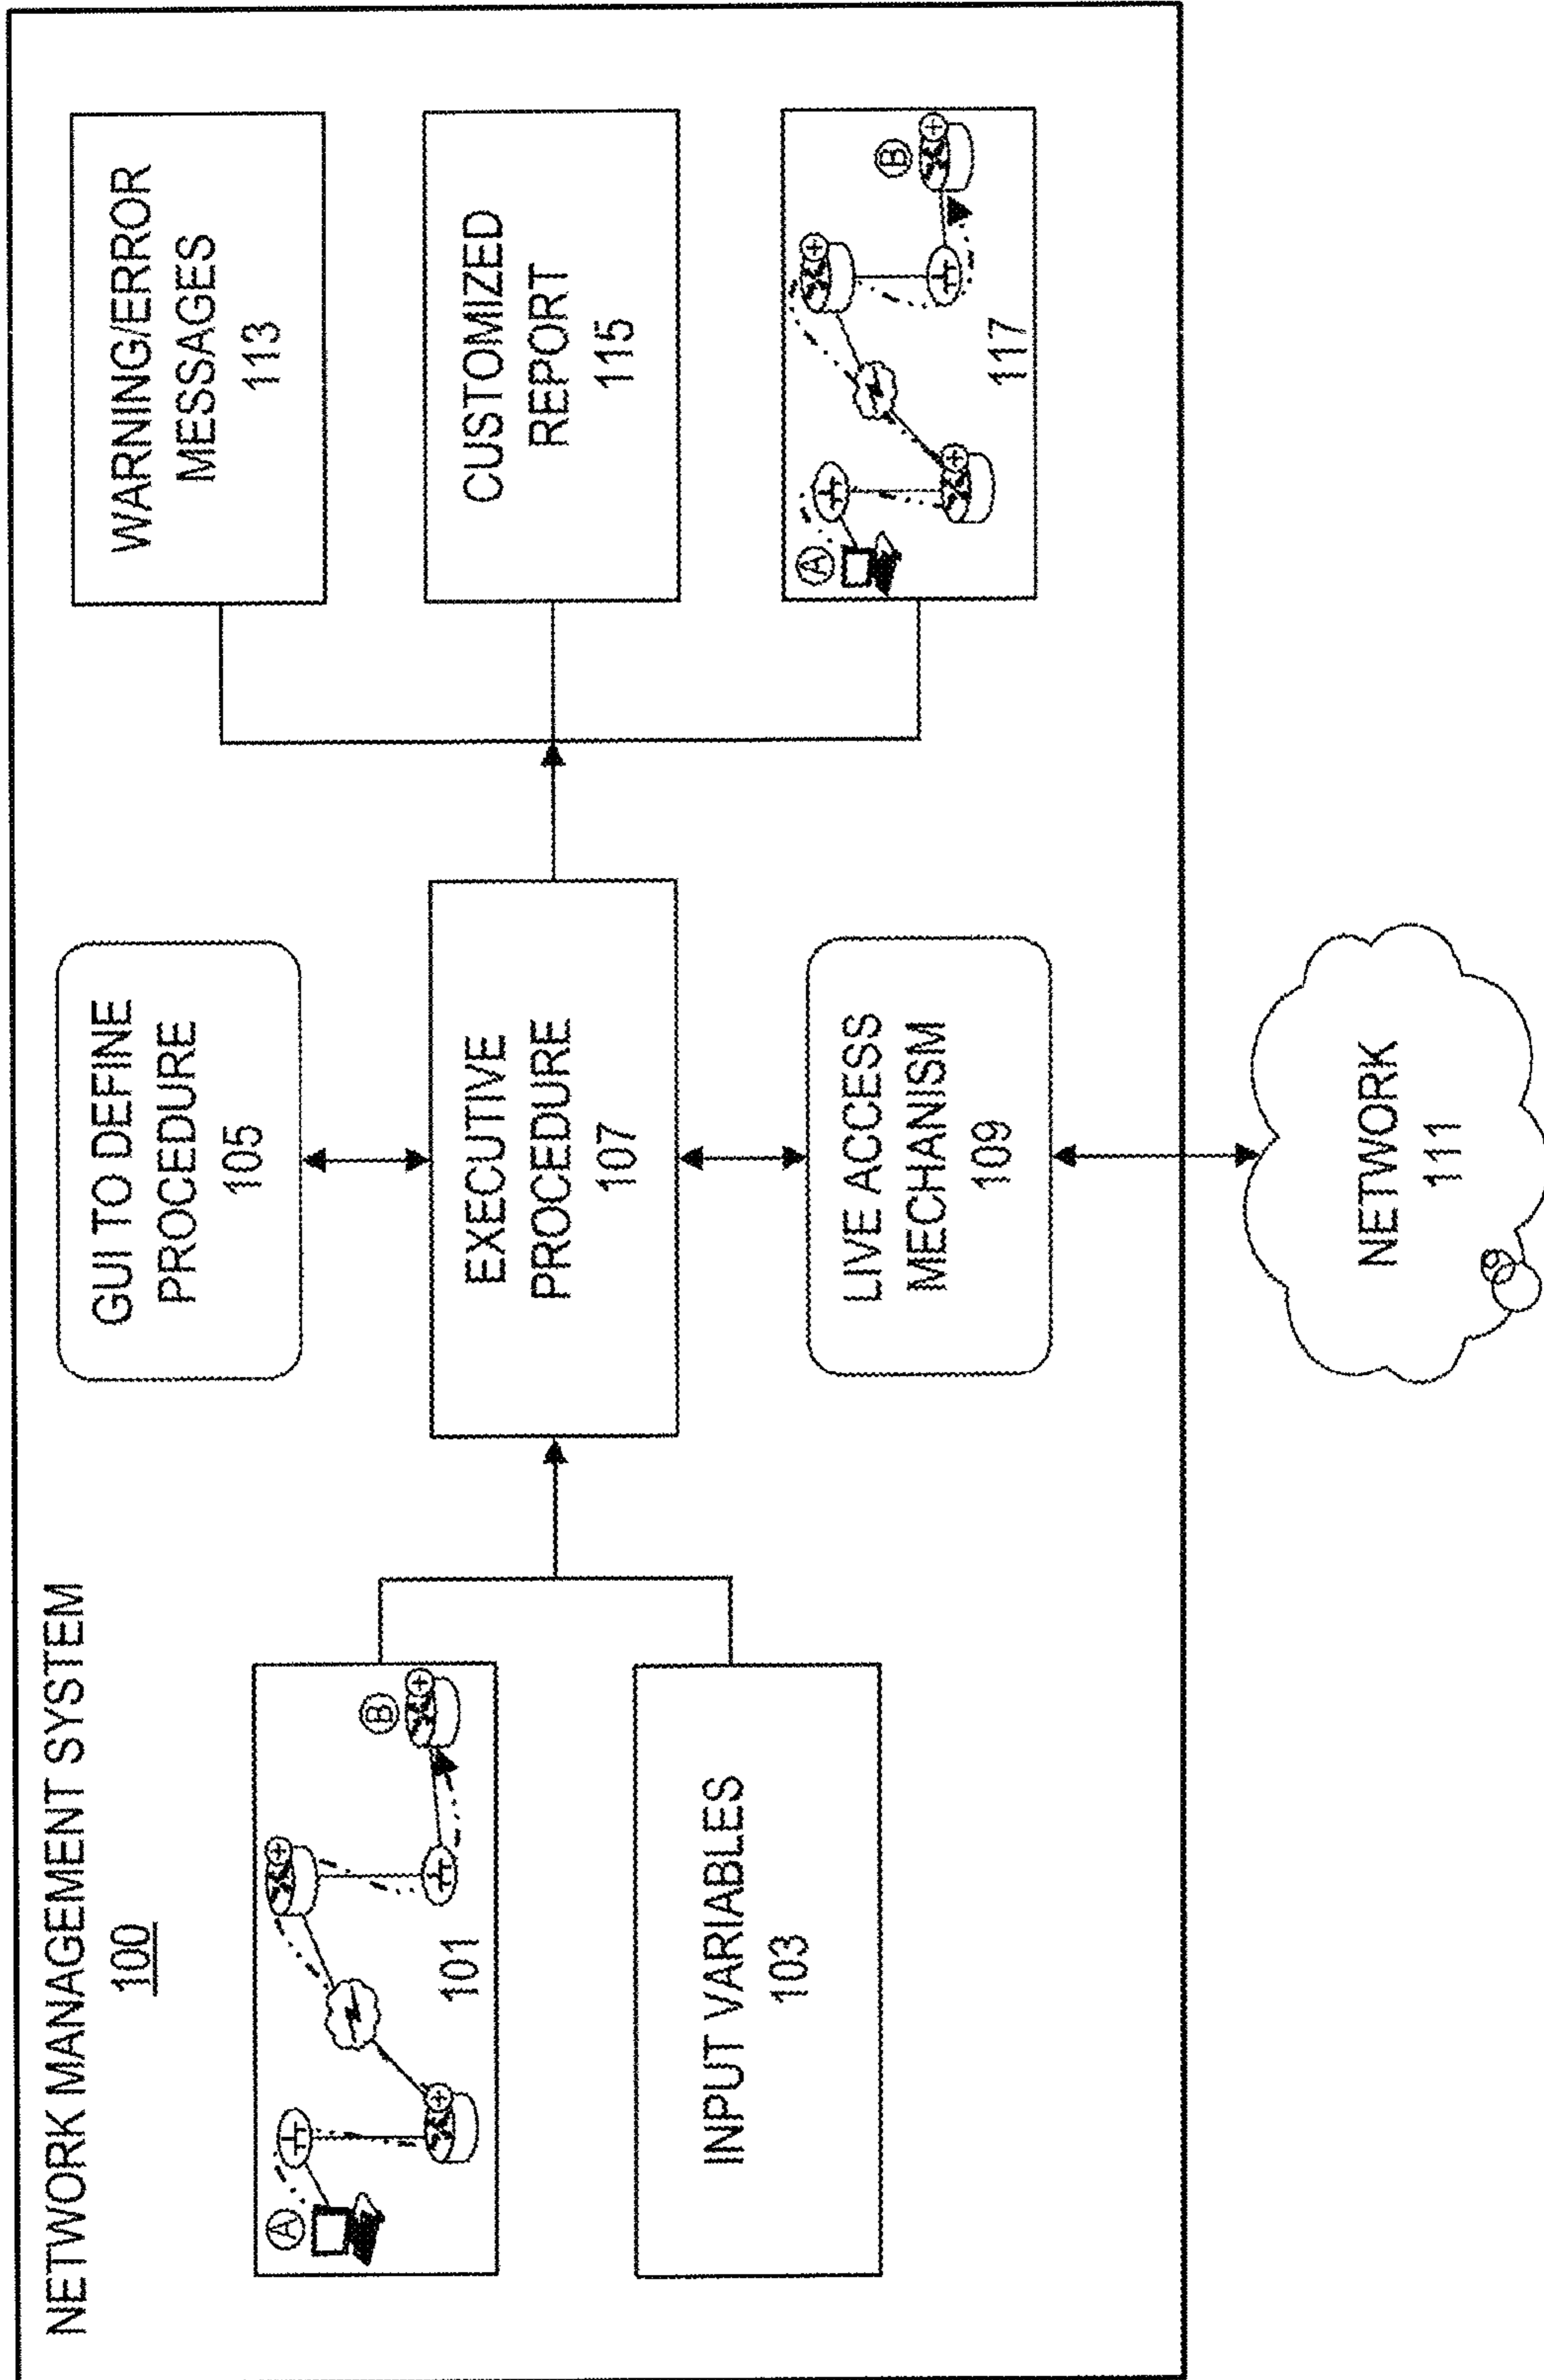 NETWORK MANAGEMENT SYSTEM
100
A
B
101
INPUT VARIABLES
103
GUI TO DEFINE
PROCEDURE
105
EXECUTIVE
PROCEDURE
107
LIVE ACCESS
MECHANISM
109
NETWORK
111
WARNING/ERROR
MESSAGES
113
CUSTOMIZED
REPORT
115
A
B
117